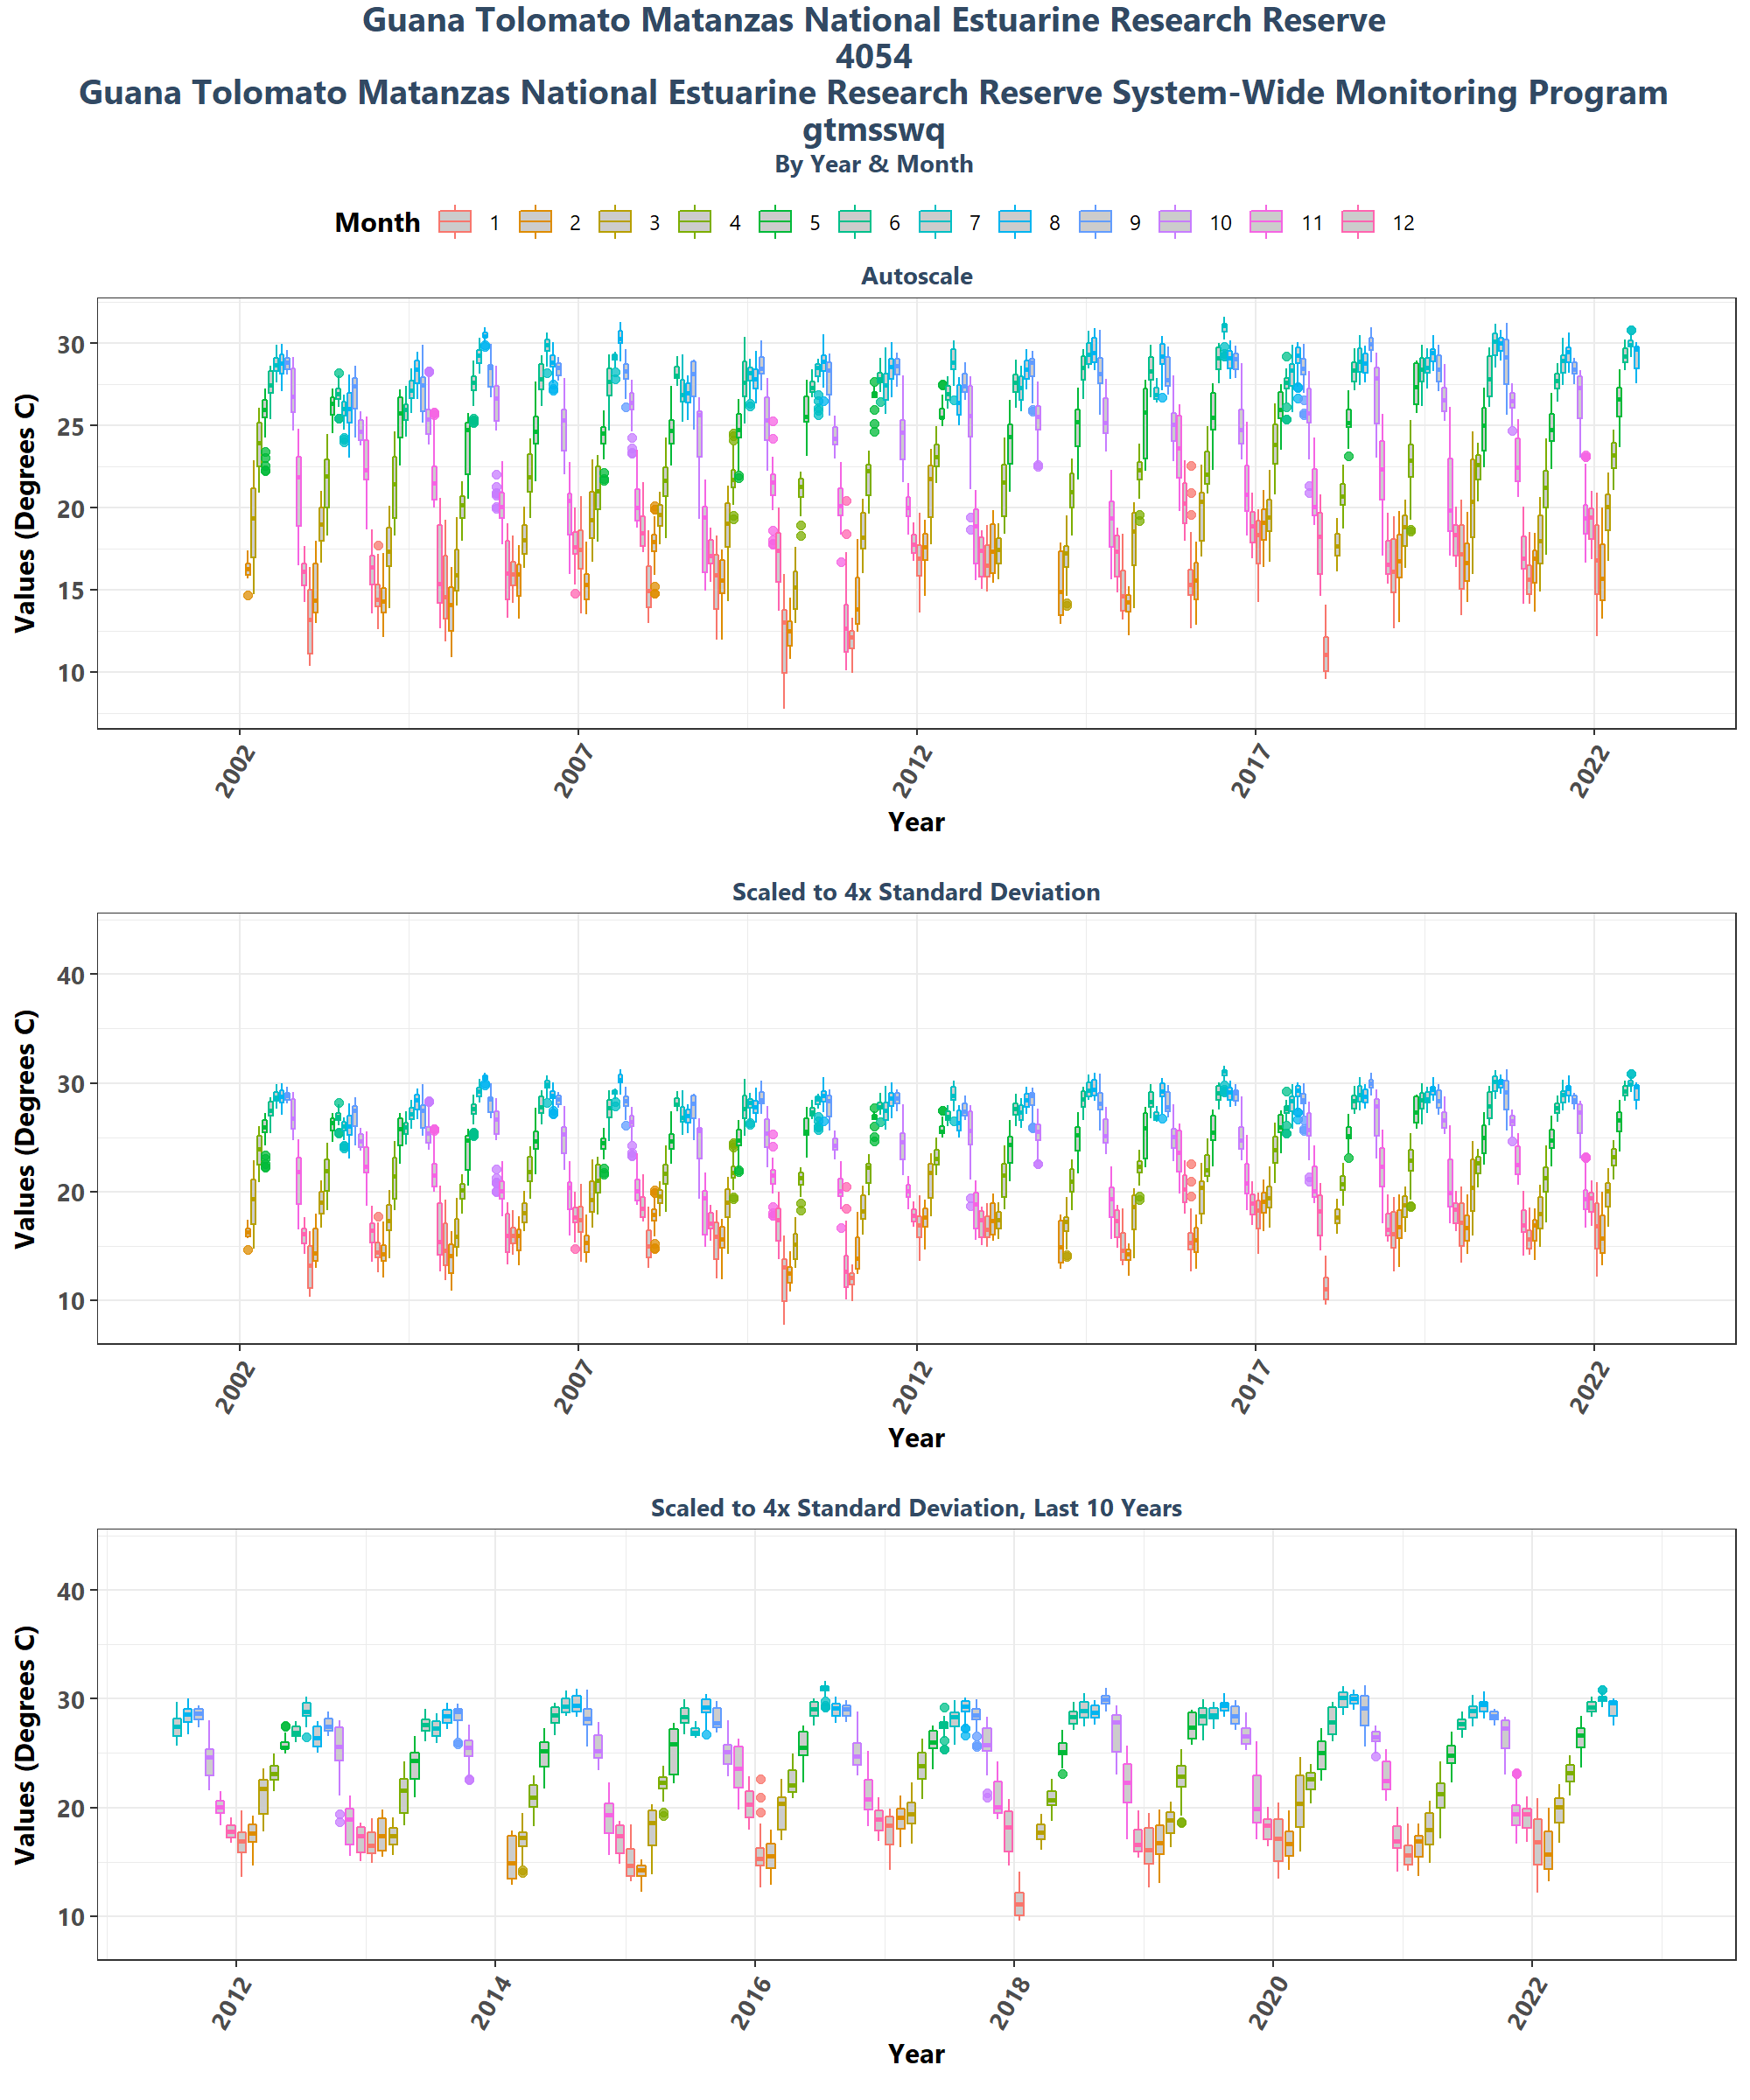 Guana Tolomato Matanzas National Estuarine Research Reserve
4054
Guana Tolomato Matanzas National Estuarine Research Reserve System-Wide Monitoring Program
gtmsswq
By Year & Month
Month 1 2 3 4 5 6 7 8 9 10 11 12
Autoscale
Values (Degrees C)
30
25
20
15
10
2002 2007 2012 2017 2022
Year
Scaled to 4x Standard Deviation
Values (Degrees C)
40
30
20
10
2002 2007 2012 2017 2022
Year
Scaled to 4x Standard Deviation, Last 10 Years
Values (Degrees C)
40
30
20
10
2012 2014 2016 2018 2020 2022
Year